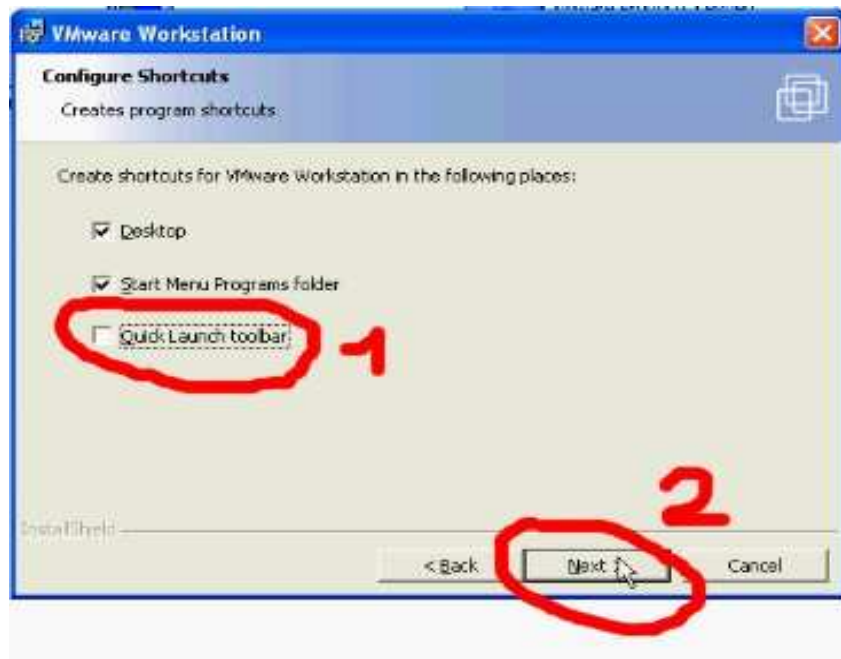 VMware Workstation
Configure Shortcuts
Creates program shortcuts
Create shortcuts for VMware Workstation in the following places:
Desktop
Start Menu Programs folder
Quick Launch toolbar
1
2
InstallShield
< Back Next > Cancel